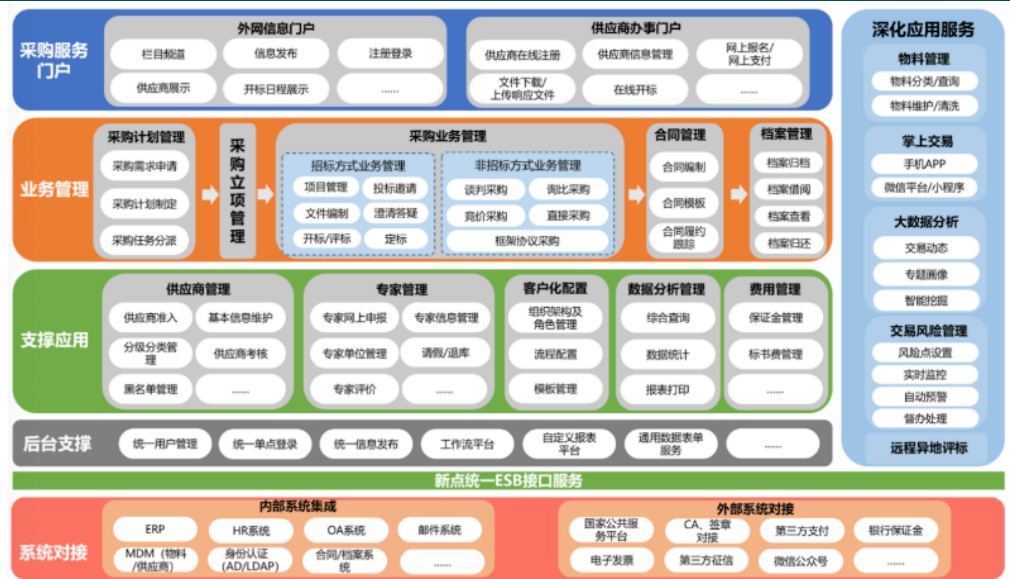 采购服务
门户
外网信息门户
栏目频道
信息发布
注册登录
供应商展示
开标日程展示
......
供应商办事门户
供应商在线注册
供应商信息管理
网上报名/
网上支付
文件下载/
上传响应文件
在线开标
......
业务管理
采购计划管理
采购需求申请
采购计划制定
采购任务分派
采
购
立
项
管
理
采购业务管理
招标方式业务管理
项目管理
投标邀请
文件编制
澄清答疑
开标/评标
定标
非招标方式业务管理
谈判采购
询比采购
竞价采购
直接采购
框架协议采购
合同管理
合同编制
合同模板
合同履约
跟踪
档案管理
档案归档
档案借阅
档案查看
档案归还
支撑应用
供应商管理
供应商准入
基本信息维护
分级分类管
理
供应商考核
黑名单管理
......
专家管理
专家网上申报
专家信息管理
专家单位管理
请假/退库
专家评价
......
客户化配置
组织架构及
角色管理
流程配置
模板管理
数据分析管理
综合查询
数据统计
报表打印
费用管理
保证金管理
标书费管理
......
后台支撑
统一用户管理
统一单点登录
统一信息发布
工作流平台
自定义报表
平台
通用数据表单
服务
......
深化应用服务
物料管理
物料分类/查询
物料维护/清洗
掌上交易
手机APP
微信平台/小程序
大数据分析
交易动态
专题画像
智能挖掘
交易风险管理
风险点设置
实时监控
自动预警
督办处理
远程异地评标
新点统一ESB接口服务
系统对接
内部系统集成
ERP
HR系统
OA系统
邮件系统
MDM（物料
/供应商）
身份认证
(AD/LDAP)
合同/档案系
统
......
外部系统对接
国家公共服
务平台
CA、签章
对接
第三方支付
银行保证金
电子发票
第三方征信
微信公众号
......